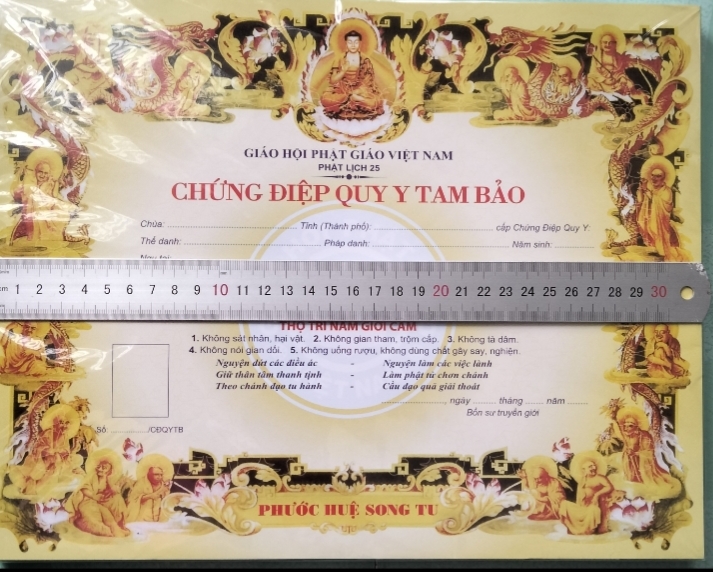 GIÁO HỘI PHẬT GIÁO VIỆT NAM
PHẬT LỊCH 25
CHỨNG ĐIỆP QUY Y TAM BẢO
Chùa: Tỉnh (Thành phố): cấp Chứng Điệp Quy Y:
Thế danh: Pháp danh: Năm sinh:
cm 1 2 3 4 5 6 7 8 9 10 11 12 13 14 15 16 17 18 19 20 21 22 23 24 25 26 27 28 29 30
THỌ TRÌ NĂM GIỚI CẤM
1. Không sát nhân, hại vật. 2. Không gian tham, trộm cắp. 3. Không tà dâm.
4. Không nói gian dối. 5. Không uống rượu, không dùng chất gây say, nghiện.
Nguyện dứt các điều ác - Nguyện làm các việc lành
Giữ thân tâm thanh tịnh - Làm phật tử chơn chánh
Theo chánh đạo tu hành - Cầu đạo quả giải thoát
........................, ngày ........ tháng ...... năm ........
Bổn sư truyền giới
Số: ............/CĐQYTB
PHƯỚC HUỆ SONG TU